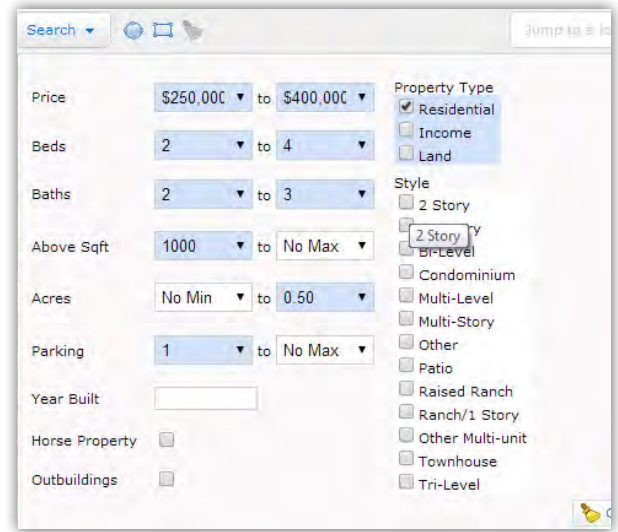 Search
Price $250,000 to $400,000
Beds 2 to 4
Baths 2 to 3
Above Sqft 1000 to No Max
Acres No Min to 0.50
Parking 1 to No Max
Year Built
Horse Property
Outbuildings
Property Type
Residential
Income
Land
Style
2 Story
2 Story
Bi-Level
Condominium
Multi-Level
Multi-Story
Other
Patio
Raised Ranch
Ranch/1 Story
Other Multi-unit
Townhouse
Tri-Level